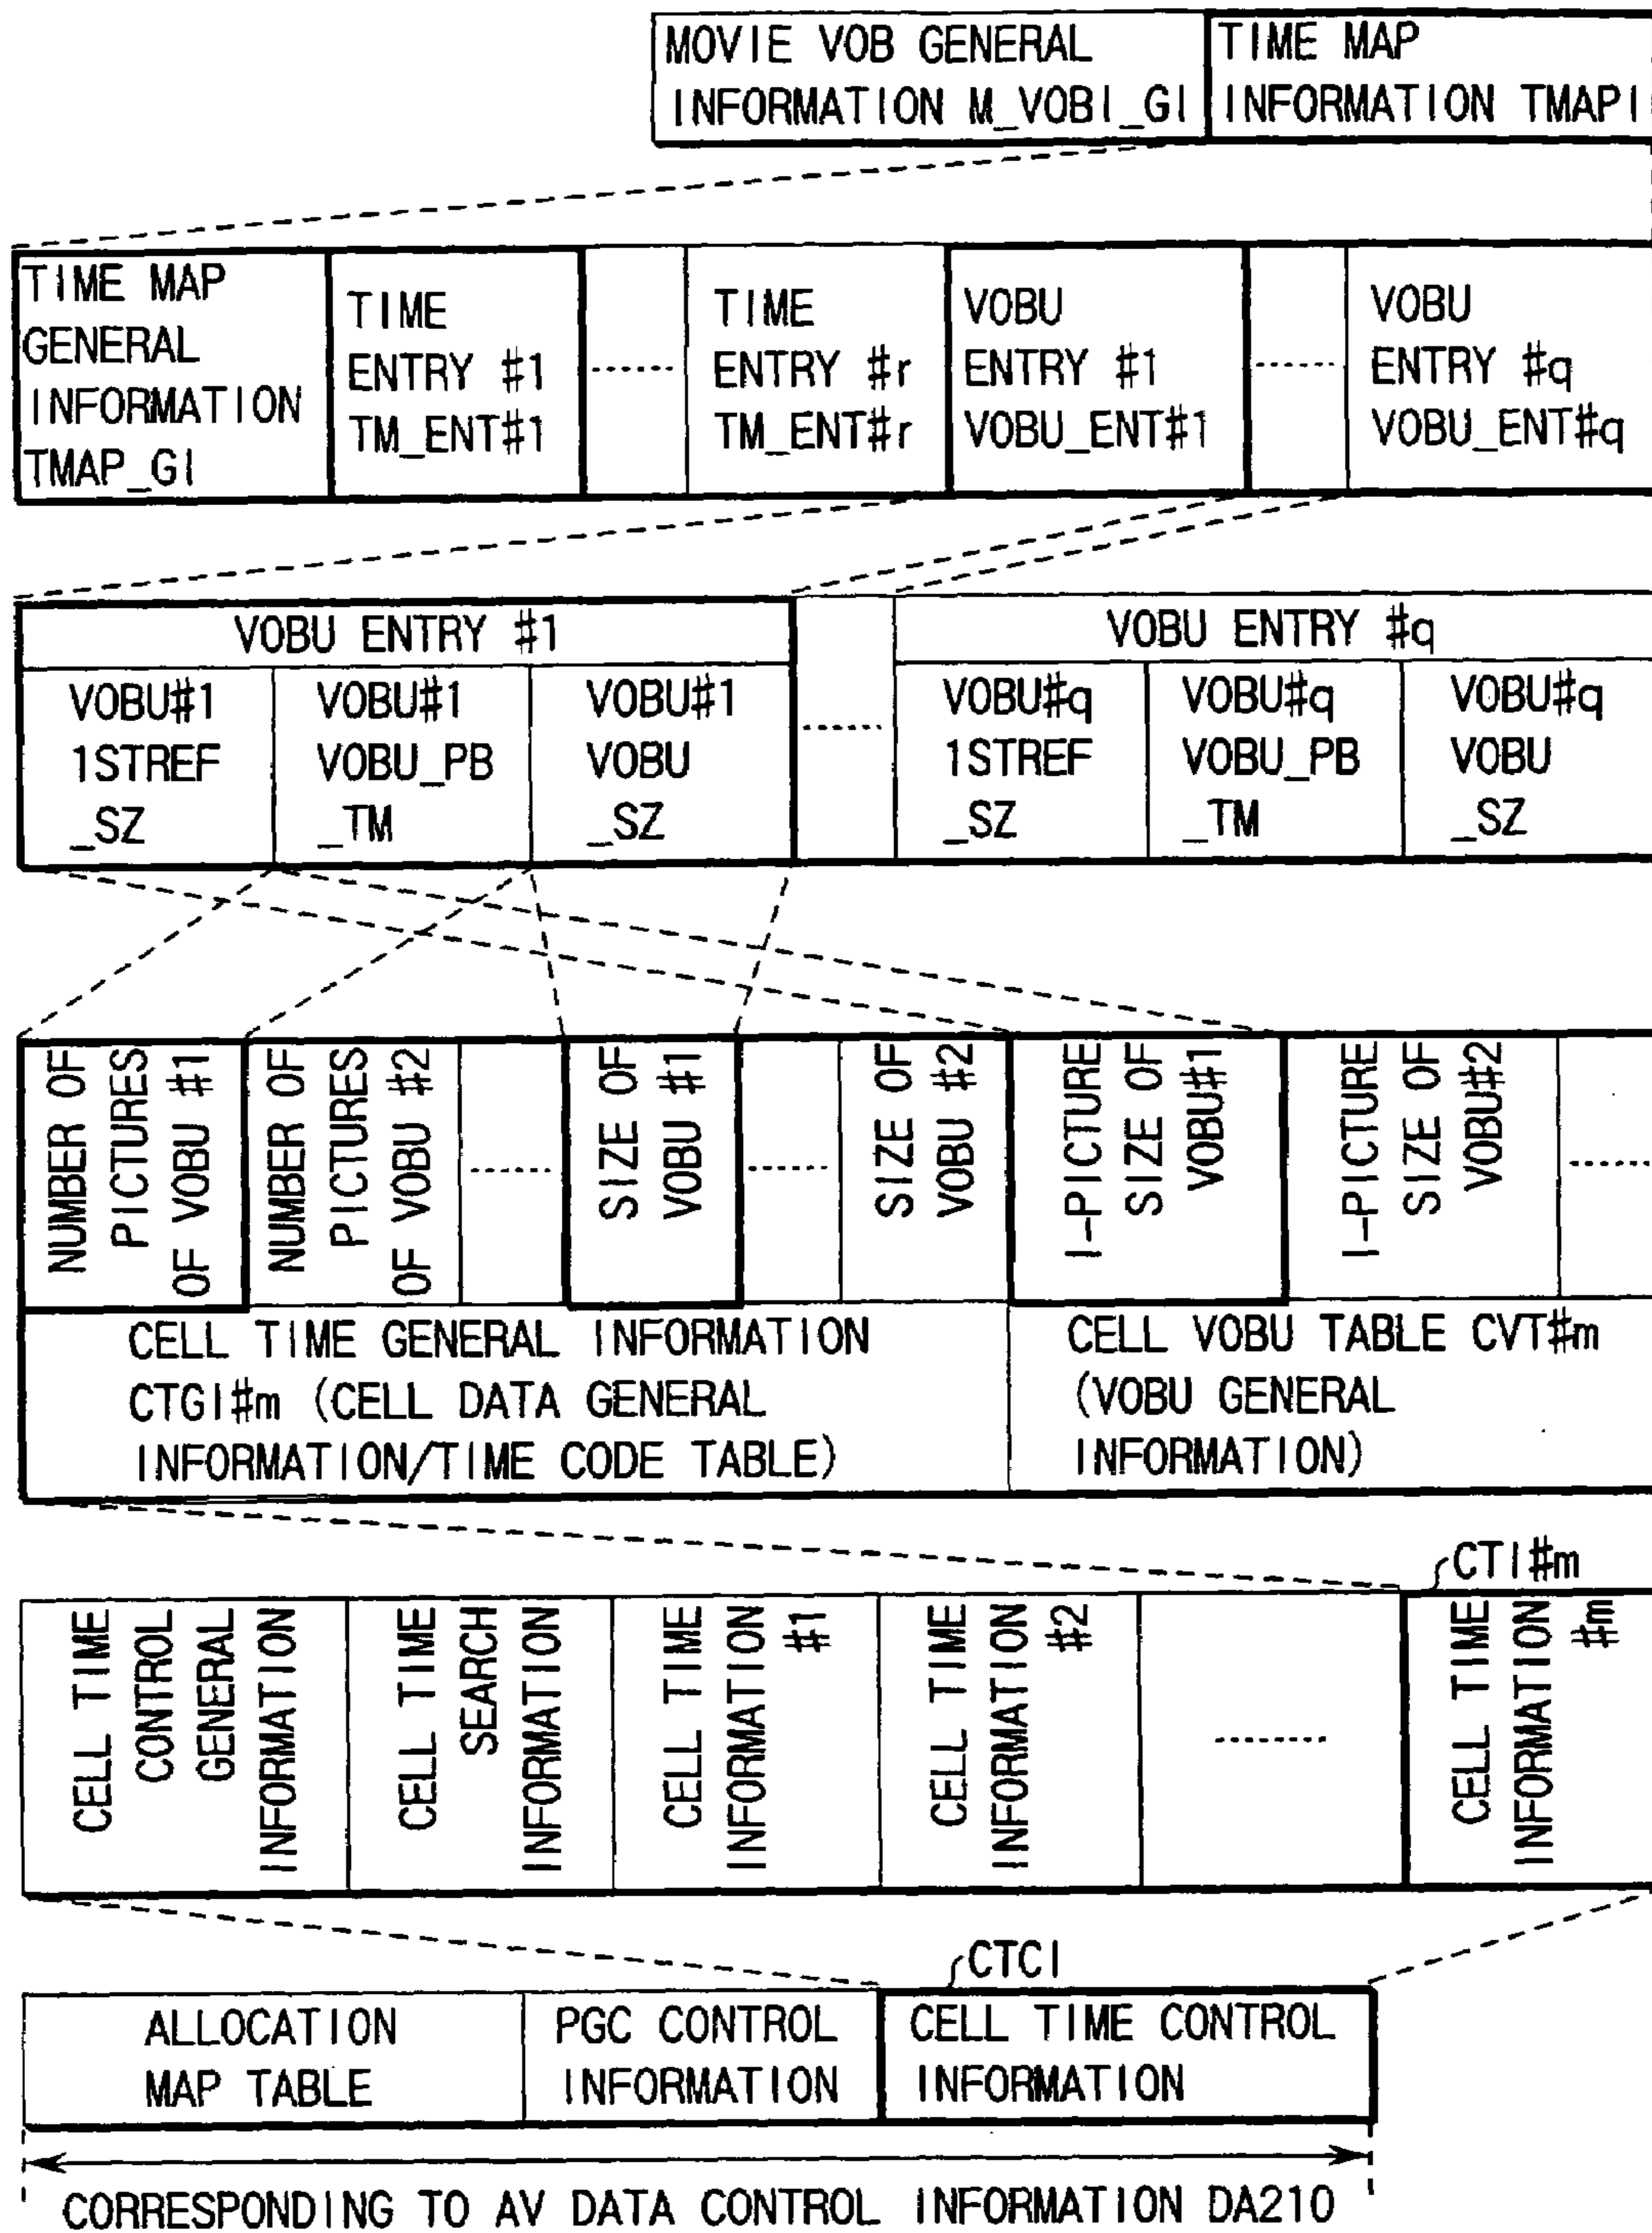 MOVIE VOB GENERAL
INFORMATION M_VOBI_GI
TIME MAP
INFORMATION TMAPI
TIME MAP
GENERAL
INFORMATION
TMAP_GI
TIME
ENTRY #1
TM_ENT#1
TIME
ENTRY #r
TM_ENT#r
VOBU
ENTRY #1
VOBU_ENT#1
VOBU
ENTRY #q
VOBU_ENT#q
VOBU ENTRY #1
VOBU#1
1STREF
_SZ
VOBU#1
VOBU_PB
_TM
VOBU#1
VOBU
_SZ
VOBU ENTRY #q
VOBU#q
1STREF
_SZ
VOBU#q
VOBU_PB
_TM
VOBU#q
VOBU
_SZ
NUMBER OF
PICTURES
OF VOBU #1
NUMBER OF
PICTURES
OF VOBU #2
SIZE OF
VOBU #1
SIZE OF
VOBU #2
I-PICTURE
SIZE OF
VOBU#1
I-PICTURE
SIZE OF
VOBU#2
CELL TIME GENERAL INFORMATION
CTGI#m (CELL DATA GENERAL
INFORMATION/TIME CODE TABLE)
CELL VOBU TABLE CVT#m
(VOBU GENERAL
INFORMATION)
CTI#m
CELL TIME
CONTROL
GENERAL
INFORMATION
CELL TIME
SEARCH
INFORMATION
CELL TIME
INFORMATION
#1
CELL TIME
INFORMATION
#2
CELL TIME
INFORMATION
#m
CTCI
ALLOCATION
MAP TABLE
PGC CONTROL
INFORMATION
CELL TIME CONTROL
INFORMATION
CORRESPONDING TO AV DATA CONTROL INFORMATION DA210